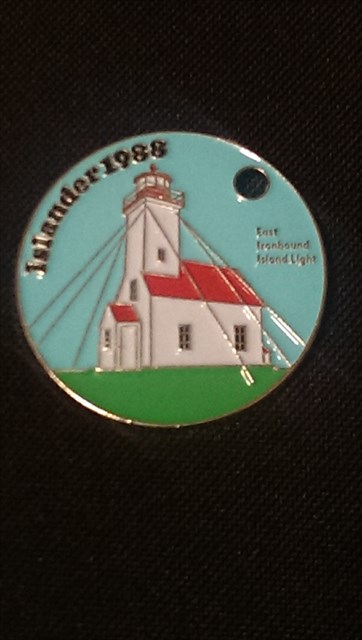 Islander1988
East
Ironbound
Island Light